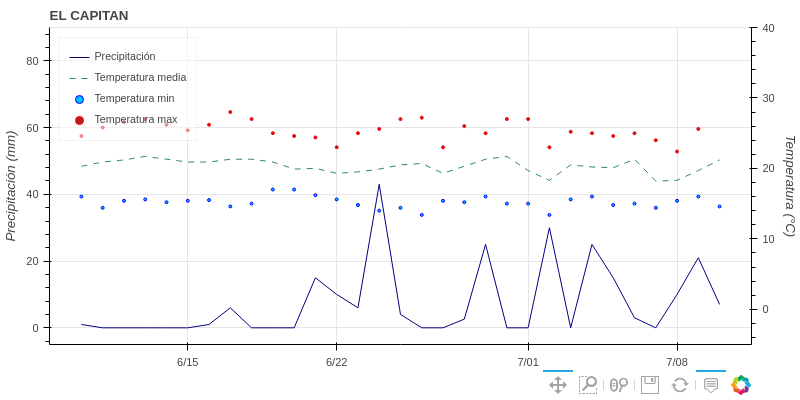 EL CAPITAN
Precipitación
Temperatura media
Temperatura min
Temperatura max
Precipitación (mm)
80
60
40
20
0
Temperatura (°C)
40
30
20
10
0
6/15
6/22
7/01
7/08